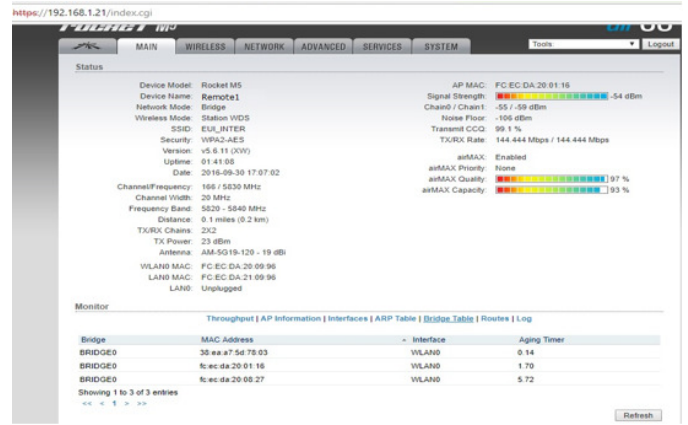 https://192.168.1.21/index.cgi
MAIN WIRELESS NETWORK ADVANCED SERVICES SYSTEM Tools: Logout
Status
Device Model: Rocket M5
Device Name: Remote1
Network Mode: Bridge
Wireless Mode: Station WDS
SSID: EUI_INTER
Security: WPA2-AES
Version: v5.6.11 (XW)
Uptime: 01:41:08
Date: 2016-09-30 17:07:02
Channel/Frequency: 166 / 5830 MHz
Channel Width: 20 MHz
Frequency Band: 5820 - 5840 MHz
Distance: 0.1 miles (0.2 km)
TX/RX Chains: 2X2
TX Power: 23 dBm
Antenna: AM-5G19-120 - 19 dBi
WLAN0 MAC: FC:EC:DA:20:09:96
LAN0 MAC: FC:EC:DA:21:09:96
LAN0: Unplugged
AP MAC: FC:EC:DA:20:01:16
Signal Strength: -54 dBm
Chain0 / Chain1: -55 / -59 dBm
Noise Floor: -106 dBm
Transmit CCQ: 99.1 %
TX/RX Rate: 144.444 Mbps / 144.444 Mbps
airMAX: Enabled
airMAX Priority: None
airMAX Quality: 97 %
airMAX Capacity: 93 %
Monitor
Throughput | AP Information | Interfaces | ARP Table | Bridge Table | Routes | Log
Bridge MAC Address Interface Aging Timer
BRIDGE0 38:ea:a7:5d:78:03 WLAN0 0.14
BRIDGE0 fc:ec:da:20:01:16 WLAN0 1.70
BRIDGE0 fc:ec:da:20:08:27 WLAN0 5.72
Showing 1 to 3 of 3 entries
<< < 1 > >>
Refresh